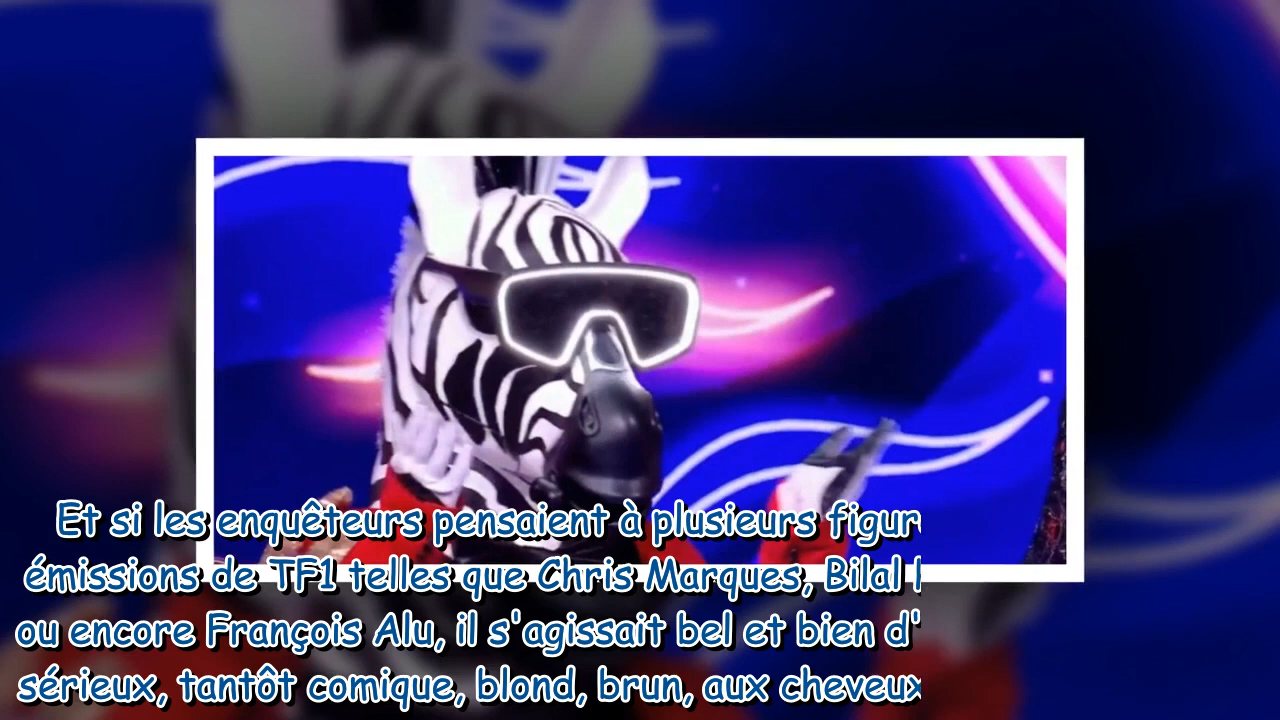 Et si les enquêteurs pensaient à plusieurs figur
émissions de TF1 telles que Chris Marques, Bilal
ou encore François Alu, il s'agissait bel et bien d'
sérieux, tantôt comique, blond, brun, aux cheveux